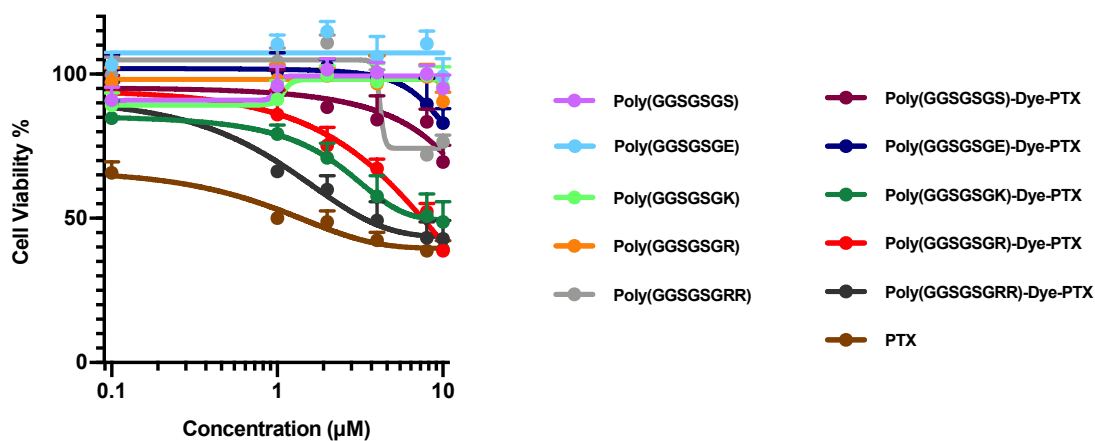 Cell Viability %
100
50
0
0.1
1
10
Concentration (µM)
Poly(GGSGSGS)
Poly(GGSGSGE)
Poly(GGSGSGK)
Poly(GGSGSGR)
Poly(GGSGSGRR)
Poly(GGSGSGS)-Dye-PTX
Poly(GGSGSGE)-Dye-PTX
Poly(GGSGSGK)-Dye-PTX
Poly(GGSGSGR)-Dye-PTX
Poly(GGSGSGRR)-Dye-PTX
PTX